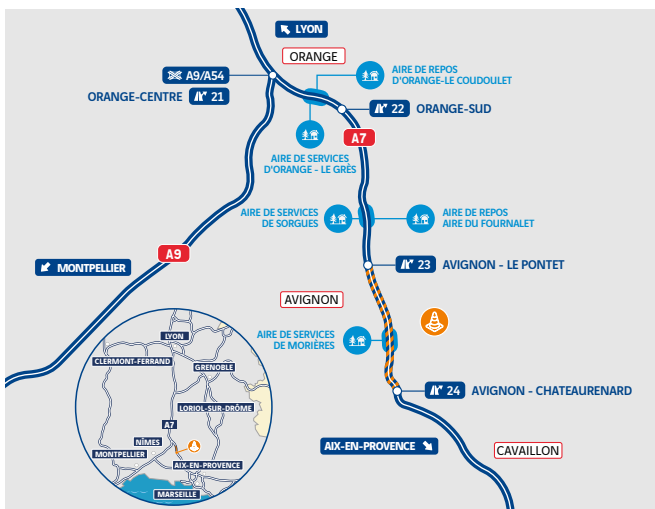 LYON
ORANGE
A9/A54
ORANGE-CENTRE 21
AIRE DE REPOS
D'ORANGE-LE COUDOULET
22 ORANGE-SUD
A7
AIRE DE SERVICES
D'ORANGE - LE GRÈS
AIRE DE SERVICES
DE SORGUES
AIRE DE REPOS
AIRE DU FOURNALET
A9
MONTPELLIER
23 AVIGNON - LE PONTET
AVIGNON
AIRE DE SERVICES
DE MORIÈRES
24 AVIGNON - CHATEAURENARD
AIX-EN-PROVENCE
CAVAILLON
LYON
CLERMONT-FERRAND
GRENOBLE
LORIOL-SUR-DRÔME
A7
NÎMES
MONTPELLIER
AIX-EN-PROVENCE
MARSEILLE